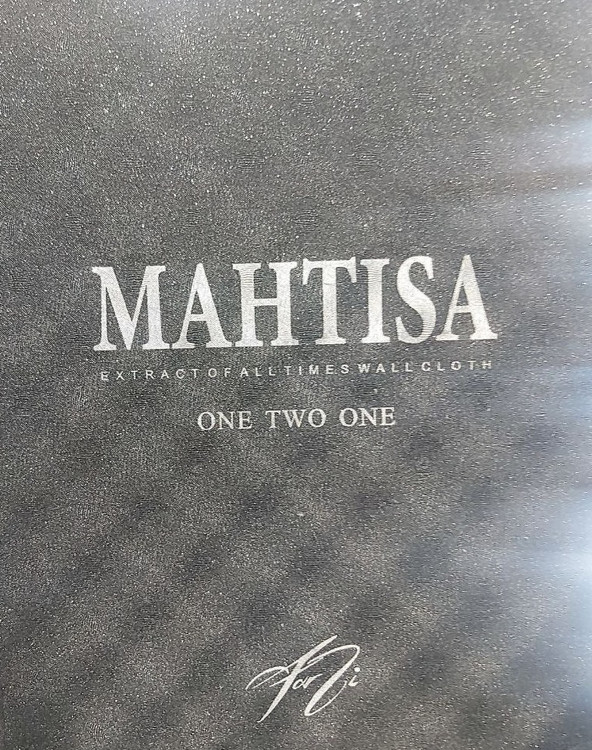 MAHTISA
EXTRACT OF ALL TIMES WALL CLOTH
ONE TWO ONE